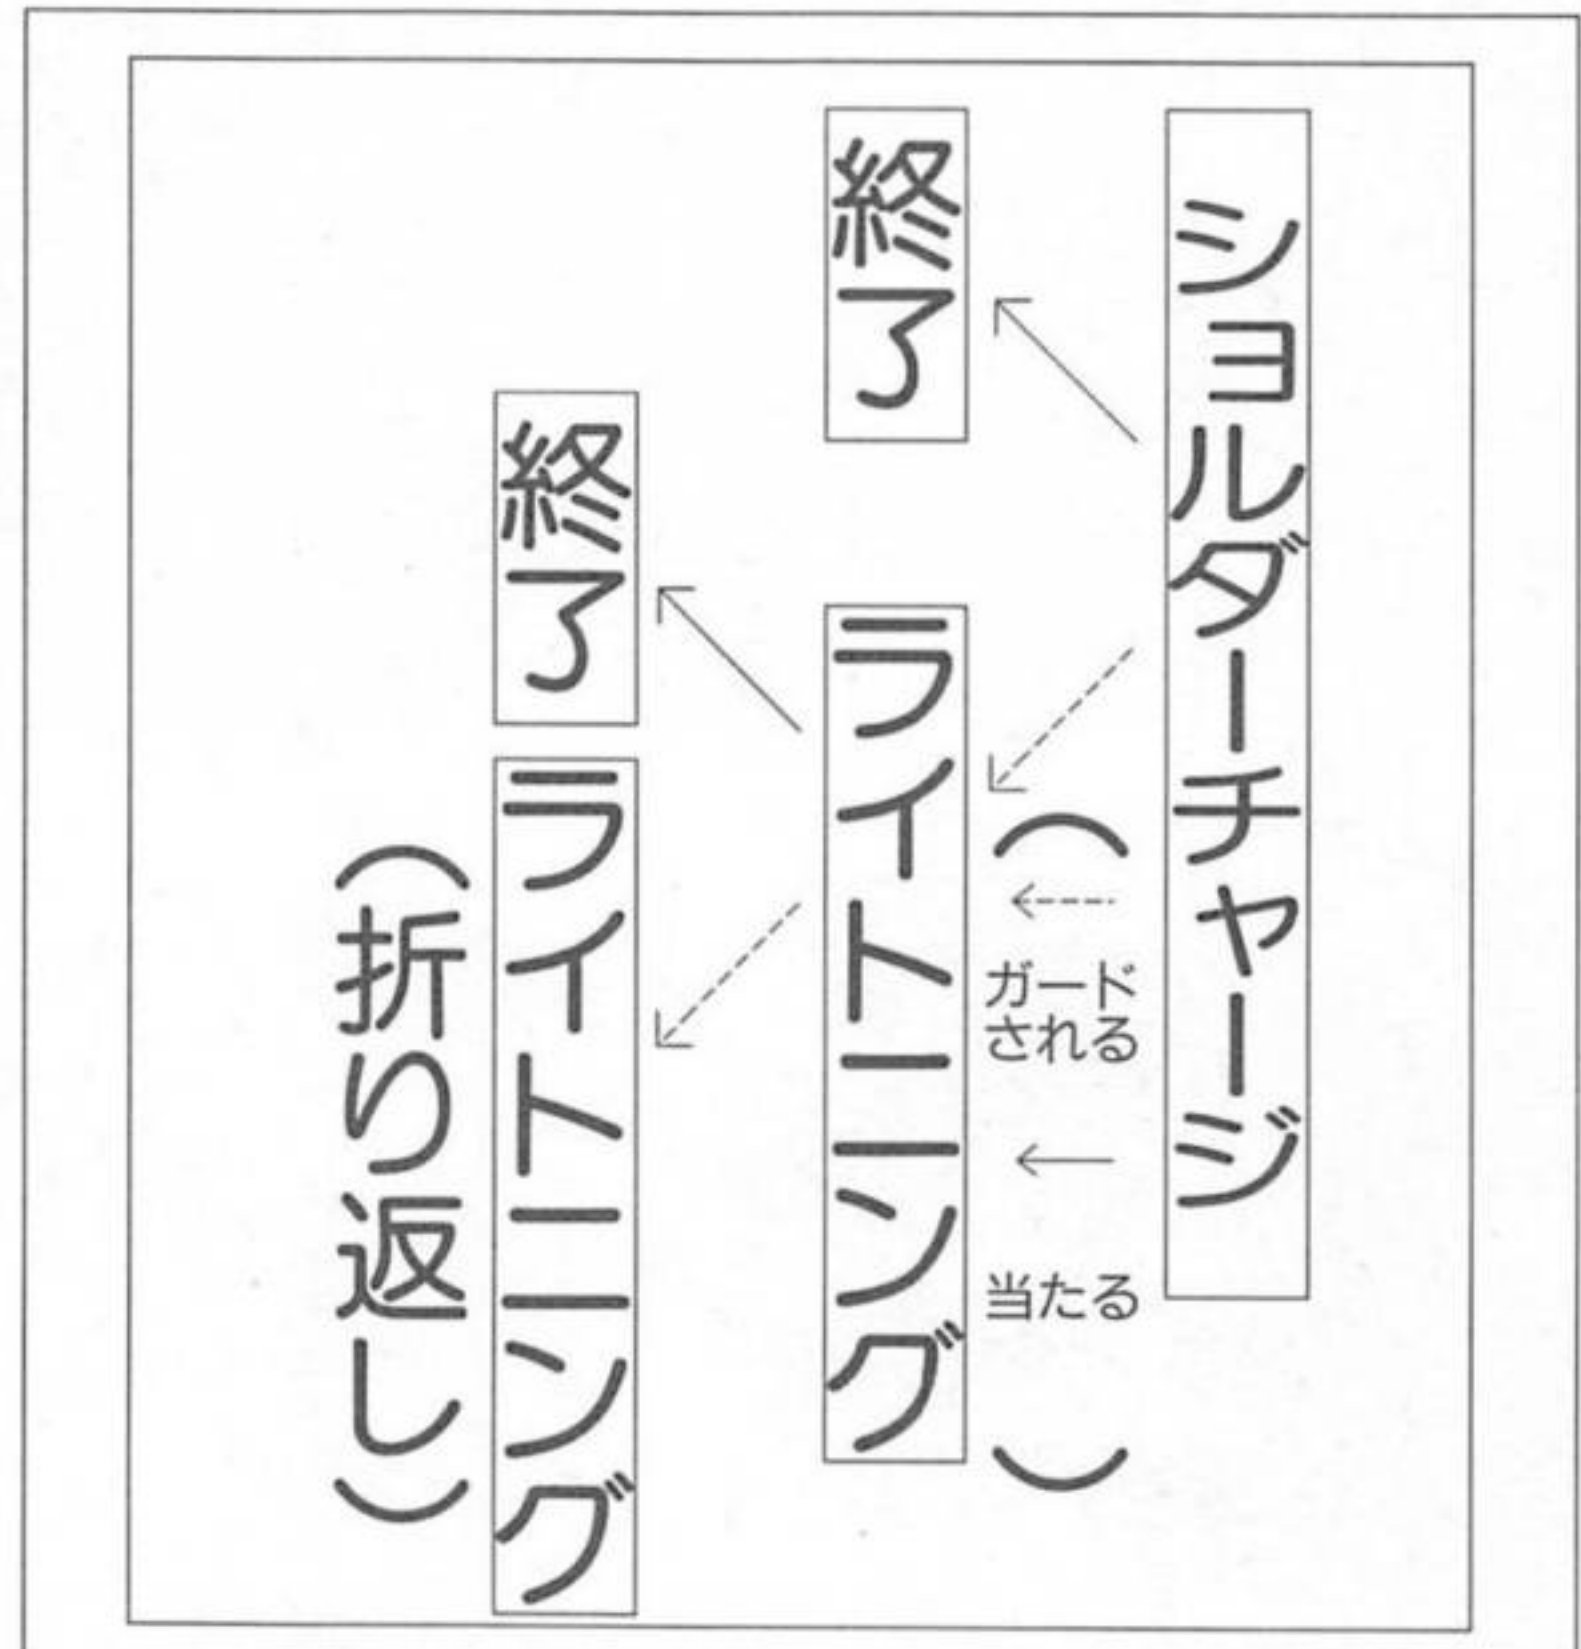 ショルダーチャージ
（
ガード
される
当たる
）
終了
ライトニング
終了
ライトニング
（折り返し）